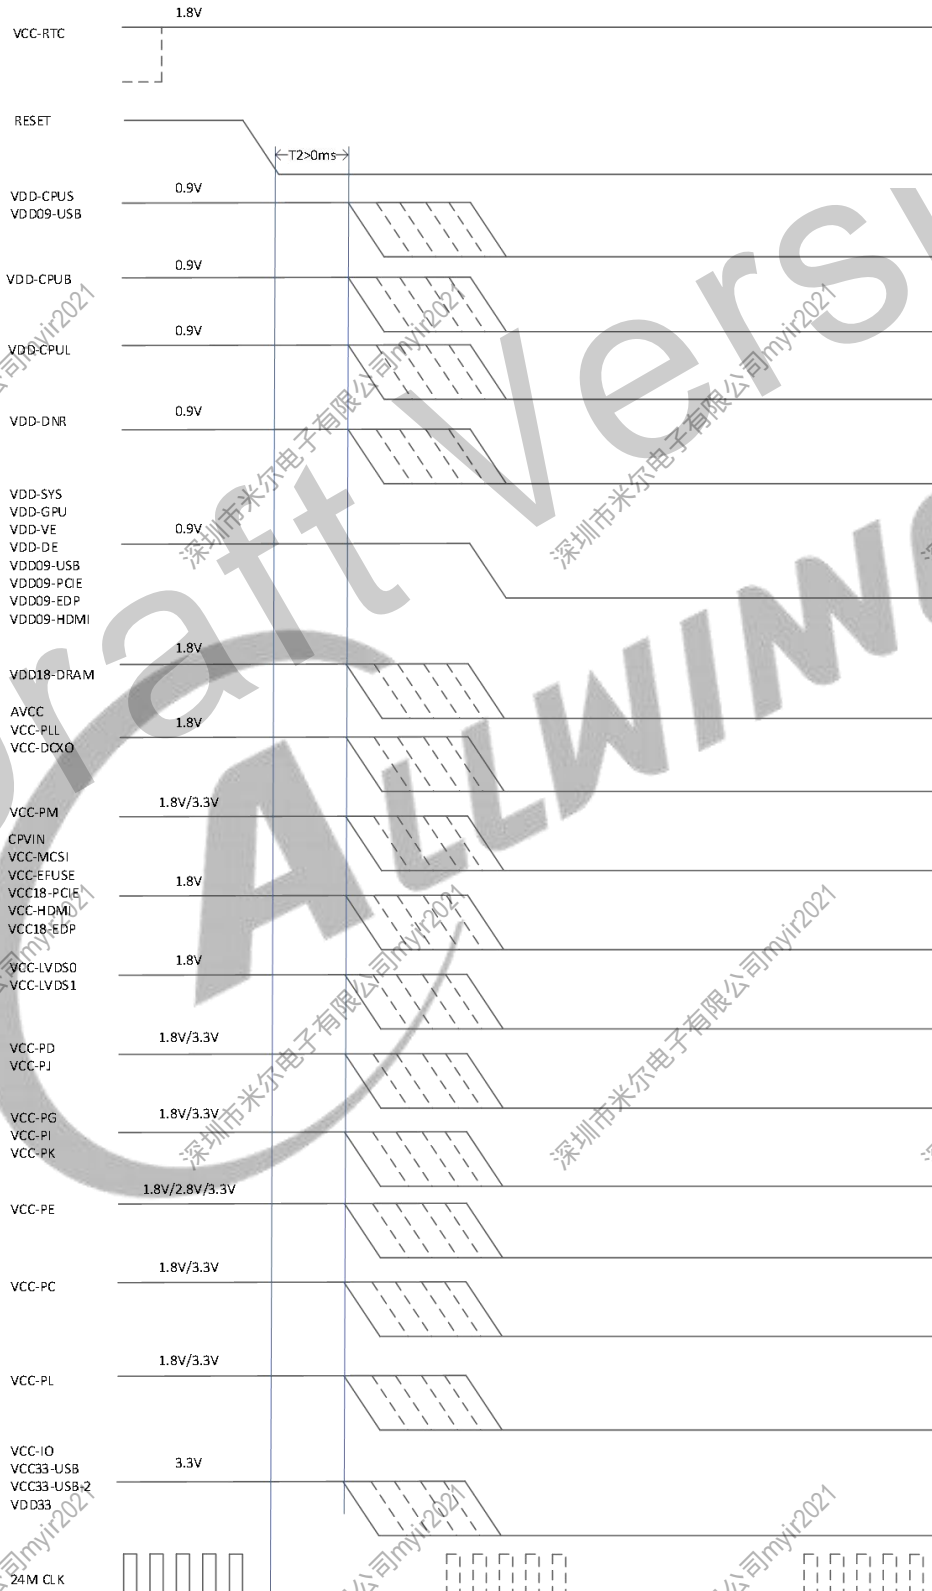 1.8V
VCC-RTC
RESET
T2>0ms
0.9V
VDD-CPUS
VDD09-USB
0.9V
VDD-CPUB
0.9V
VDD-CPUL
0.9V
VDD-DNR
VDD-SYS
VDD-GPU
VDD-VE
0.9V
VDD-DE
VDD09-USB
VDD09-PCIE
VDD09-EDP
VDD09-HDMI
1.8V
VDD18-DRAM
AVCC
1.8V
VCC-PLL
VCC-DCXO
1.8V/3.3V
VCC-PM
CPVIN
VCC-MCSI
VCC-EFUSE
1.8V
VCC18-PCIE
VCC-HDMI
VCC18-EDP
1.8V
VCC-LVDS0
VCC-LVDS1
1.8V/3.3V
VCC-PD
VCC-PJ
1.8V/3.3V
VCC-PG
VCC-PI
VCC-PK
1.8V/2.8V/3.3V
VCC-PE
1.8V/3.3V
VCC-PC
1.8V/3.3V
VCC-PL
VCC-IO
3.3V
VCC33-USB
VCC33-USB-2
VDD33
24M CLK
深圳市米尔电子有限公司myir2021
深圳市米尔电子有限公司myir2021
深圳市米尔电子有限公司myir2021
深圳市米尔电子有限公司myir2021